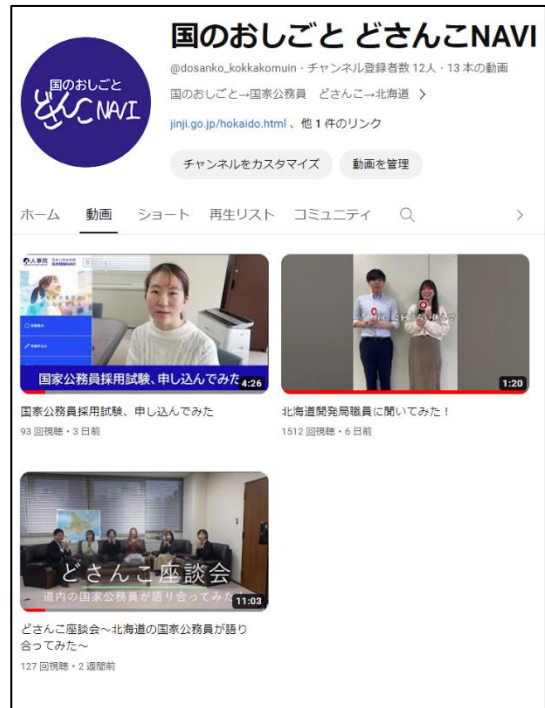 国のおしごと どさんこNAVI
国のおしごと
どさんこNAVI
@dosanko_kokkakomuin・チャンネル登録者数 12 人・13 本の動画
国のおしごと→国家公務員 どさんこ→北海道
jinji.go.jp/hokaido.html 、他 1 件のリンク
チャンネルをカスタマイズ 動画を管理
ホーム 動画 ショート 再生リスト コミュニティ
人事院
国家公務員採用試験、申し込んでみた
4:26
1:20
国家公務員採用試験、申し込んでみた
93 回視聴・3 日前
北海道開発局職員に聞いてみた！
1512 回視聴・6 日前
どさんこ座談会
道内の国家公務員が語り合ってみた
11:03
どさんこ座談会～北海道の国家公務員が語り
合ってみた～
127 回視聴・2 週間前